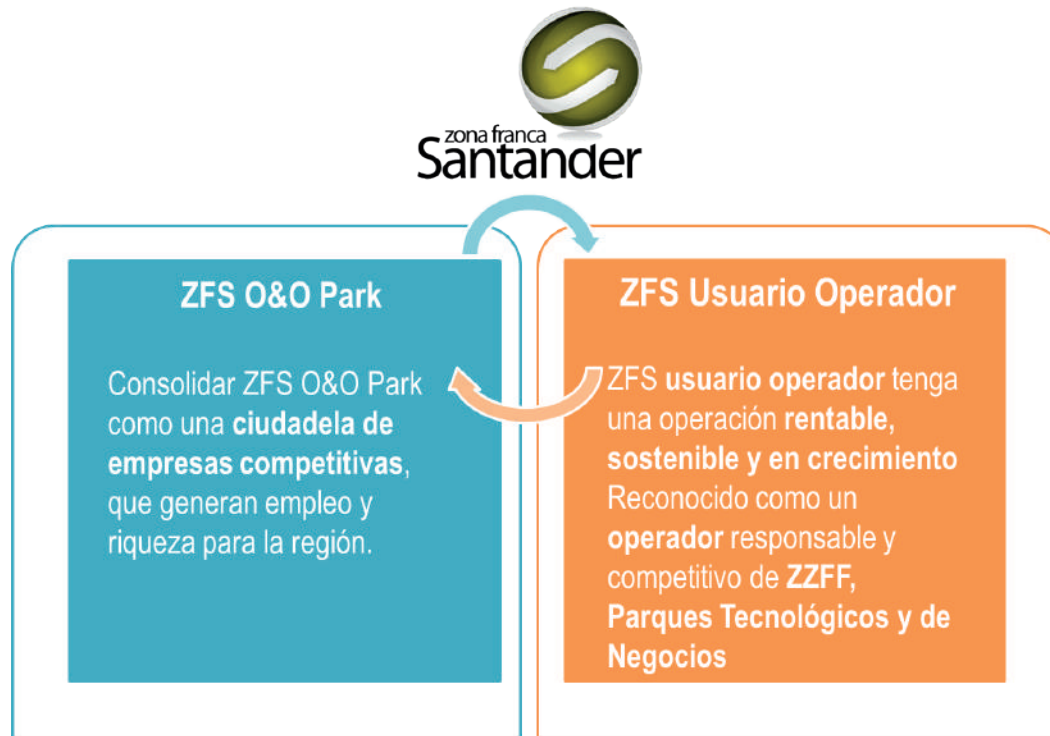 zona franca
Santander
ZFS O&O Park
Consolidar ZFS O&O Park
como una ciudadela de
empresas competitivas,
que generan empleo y
riqueza para la región.
ZFS Usuario Operador
ZFS usuario operador tenga
una operación rentable,
sostenible y en crecimiento
Reconocido como un
operador responsable y
competitivo de ZZFF,
Parques Tecnológicos y de
Negocios